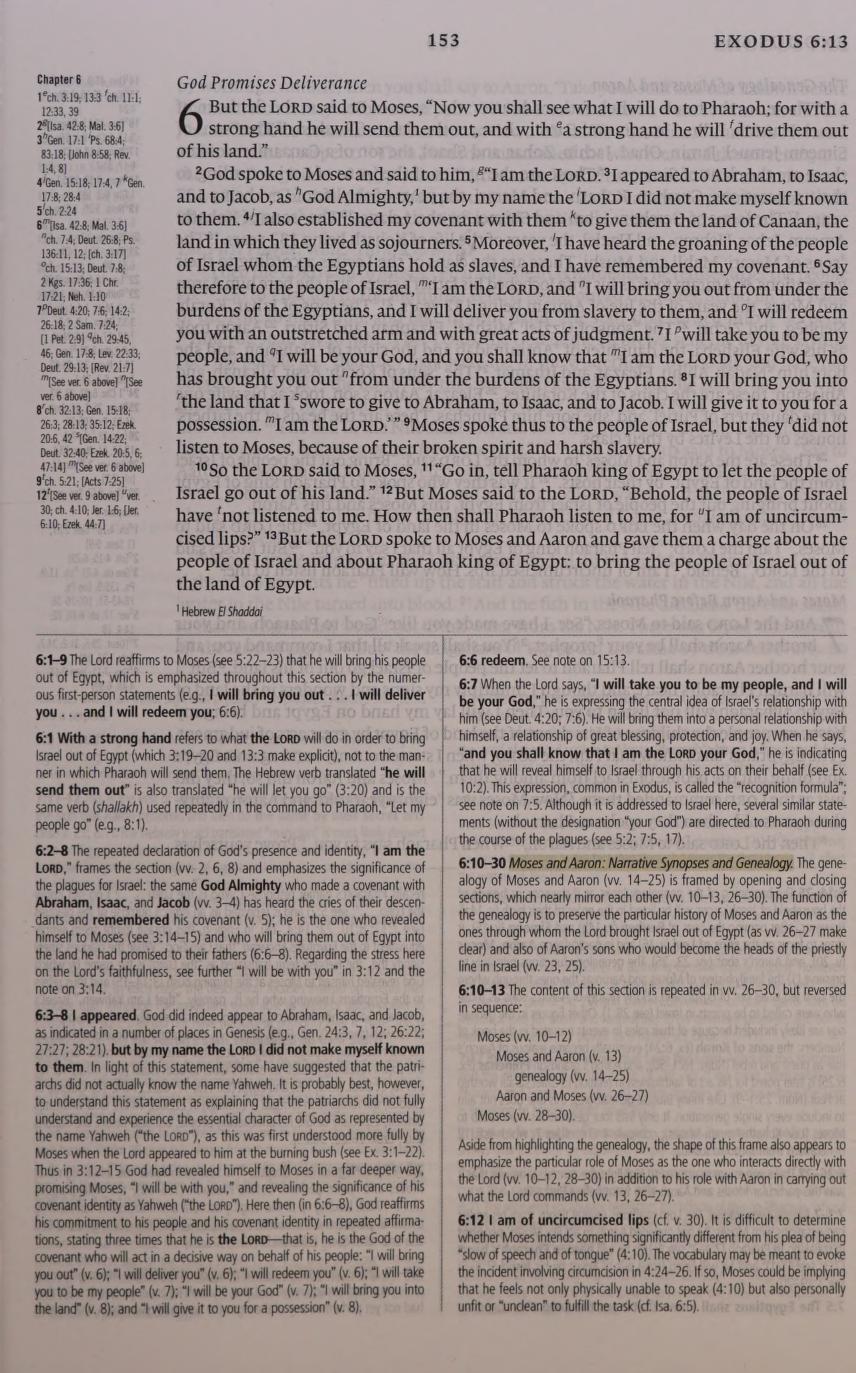 153
EXODUS 6:13
Chapter 6
1ᵉch. 3:19; 13:3 ᶠch. 11:1;
12:33, 39
2ᵍ[Isa. 42:8; Mal. 3:6]
3ʰGen. 17:1 ⁱPs. 68:4;
83:18; [John 8:58; Rev.
1:4, 8]
4ʲGen. 15:18; 17:4, 7 ᵏGen.
17:8; 28:4
5ˡch. 2:24
6ᵐ[Isa. 42:8; Mal. 3:6]
ⁿch. 7:4; Deut. 26:8; Ps.
136:11, 12; [ch. 3:17]
ᵒch. 15:13; Deut. 7:8;
2 Kgs. 17:36; 1 Chr.
17:21; Neh. 1:10
7ᵖDeut. 4:20; 7:6; 14:2;
26:18; 2 Sam. 7:24;
[1 Pet. 2:9] ᑫch. 29:45,
46; Gen. 17:8; Lev. 22:33;
Deut. 29:13; [Rev. 21:7]
ᵐ[See ver. 6 above] ⁿ[See
ver. 6 above]
8ʳch. 32:13; Gen. 15:18;
26:3; 28:13; 35:12; Ezek.
20:6, 42 ˢ[Gen. 14:22;
Deut. 32:40; Ezek. 20:5, 6;
47:14] ᵐ[See ver. 6 above]
9ᵗch. 5:21; [Acts 7:25]
12ᵗ[See ver. 9 above] ᵘver.
30; ch. 4:10; Jer. 1:6; [Jer.
6:10; Ezek. 44:7]
God Promises Deliverance
6 But the LORD said to Moses, “Now you shall see what I will do to Pharaoh; for with a
strong hand he will send them out, and with ᵉa strong hand he will ᶠdrive them out
of his land.”
²God spoke to Moses and said to him, ᵍ“I am the LORD. ³I appeared to Abraham, to Isaac,
and to Jacob, as ʰGod Almighty,¹ but by my name the ⁱLORD I did not make myself known
to them. ⁴ʲI also established my covenant with them ᵏto give them the land of Canaan, the
land in which they lived as sojourners. ⁵Moreover, ˡI have heard the groaning of the people
of Israel whom the Egyptians hold as slaves, and I have remembered my covenant. ⁶Say
therefore to the people of Israel, ᵐ‘I am the LORD, and ⁿI will bring you out from under the
burdens of the Egyptians, and I will deliver you from slavery to them, and ᵒI will redeem
you with an outstretched arm and with great acts of judgment. ⁷I ᵖwill take you to be my
people, and ᑫI will be your God, and you shall know that ᵐI am the LORD your God, who
has brought you out ⁿfrom under the burdens of the Egyptians. ⁸I will bring you into
ʳthe land that I ˢswore to give to Abraham, to Isaac, and to Jacob. I will give it to you for a
possession. ᵐI am the LORD.’” ⁹Moses spoke thus to the people of Israel, but they ᵗdid not
listen to Moses, because of their broken spirit and harsh slavery.
¹⁰So the LORD said to Moses, ¹¹“Go in, tell Pharaoh king of Egypt to let the people of
Israel go out of his land.” ¹²But Moses said to the LORD, “Behold, the people of Israel
have ᵗnot listened to me. How then shall Pharaoh listen to me, for ᵘI am of uncircum-
cised lips?” ¹³But the LORD spoke to Moses and Aaron and gave them a charge about the
people of Israel and about Pharaoh king of Egypt: to bring the people of Israel out of
the land of Egypt.
¹ Hebrew El Shaddai
6:1–9 The Lord reaffirms to Moses (see 5:22–23) that he will bring his people
out of Egypt, which is emphasized throughout this section by the numer-
ous first-person statements (e.g., I will bring you out . . . I will deliver
you . . . and I will redeem you; 6:6).
6:1 With a strong hand refers to what the LORD will do in order to bring
Israel out of Egypt (which 3:19–20 and 13:3 make explicit), not to the man-
ner in which Pharaoh will send them. The Hebrew verb translated “he will
send them out” is also translated “he will let you go” (3:20) and is the
same verb (shallakh) used repeatedly in the command to Pharaoh, “Let my
people go” (e.g., 8:1).
6:2–8 The repeated declaration of God’s presence and identity, “I am the
LORD,” frames the section (vv. 2, 6, 8) and emphasizes the significance of
the plagues for Israel: the same God Almighty who made a covenant with
Abraham, Isaac, and Jacob (vv. 3–4) has heard the cries of their descen-
dants and remembered his covenant (v. 5); he is the one who revealed
himself to Moses (see 3:14–15) and who will bring them out of Egypt into
the land he had promised to their fathers (6:6–8). Regarding the stress here
on the Lord’s faithfulness, see further “I will be with you” in 3:12 and the
note on 3:14.
6:3–8 I appeared. God did indeed appear to Abraham, Isaac, and Jacob,
as indicated in a number of places in Genesis (e.g., Gen. 24:3, 7, 12; 26:22;
27:27; 28:21). but by my name the LORD I did not make myself known
to them. In light of this statement, some have suggested that the patri-
archs did not actually know the name Yahweh. It is probably best, however,
to understand this statement as explaining that the patriarchs did not fully
understand and experience the essential character of God as represented by
the name Yahweh (“the LORD”), as this was first understood more fully by
Moses when the Lord appeared to him at the burning bush (see Ex. 3:1–22).
Thus in 3:12–15 God had revealed himself to Moses in a far deeper way,
promising Moses, “I will be with you,” and revealing the significance of his
covenant identity as Yahweh (“the LORD”). Here then (in 6:6–8), God reaffirms
his commitment to his people and his covenant identity in repeated affirma-
tions, stating three times that he is the LORD—that is, he is the God of the
covenant who will act in a decisive way on behalf of his people: “I will bring
you out” (v. 6); “I will deliver you” (v. 6); “I will redeem you” (v. 6); “I will take
you to be my people” (v. 7); “I will be your God” (v. 7); “I will bring you into
the land” (v. 8); and “I will give it to you for a possession” (v. 8).
6:6 redeem. See note on 15:13.
6:7 When the Lord says, “I will take you to be my people, and I will
be your God,” he is expressing the central idea of Israel’s relationship with
him (see Deut. 4:20; 7:6). He will bring them into a personal relationship with
himself, a relationship of great blessing, protection, and joy. When he says,
“and you shall know that I am the LORD your God,” he is indicating
that he will reveal himself to Israel through his acts on their behalf (see Ex.
10:2). This expression, common in Exodus, is called the “recognition formula”;
see note on 7:5. Although it is addressed to Israel here, several similar state-
ments (without the designation “your God”) are directed to Pharaoh during
the course of the plagues (see 5:2; 7:5, 17).
6:10–30 Moses and Aaron: Narrative Synopses and Genealogy. The gene-
alogy of Moses and Aaron (vv. 14–25) is framed by opening and closing
sections, which nearly mirror each other (vv. 10–13, 26–30). The function of
the genealogy is to preserve the particular history of Moses and Aaron as the
ones through whom the Lord brought Israel out of Egypt (as vv. 26–27 make
clear) and also of Aaron’s sons who would become the heads of the priestly
line in Israel (vv. 23, 25).
6:10–13 The content of this section is repeated in vv. 26–30, but reversed
in sequence:
Moses (vv. 10–12)
Moses and Aaron (v. 13)
genealogy (vv. 14–25)
Aaron and Moses (vv. 26–27)
Moses (vv. 28–30).
Aside from highlighting the genealogy, the shape of this frame also appears to
emphasize the particular role of Moses as the one who interacts directly with
the Lord (vv. 10–12, 28–30) in addition to his role with Aaron in carrying out
what the Lord commands (vv. 13, 26–27).
6:12 I am of uncircumcised lips (cf. v. 30). It is difficult to determine
whether Moses intends something significantly different from his plea of being
“slow of speech and of tongue” (4:10). The vocabulary may be meant to evoke
the incident involving circumcision in 4:24–26. If so, Moses could be implying
that he feels not only physically unable to speak (4:10) but also personally
unfit or “unclean” to fulfill the task (cf. Isa. 6:5).